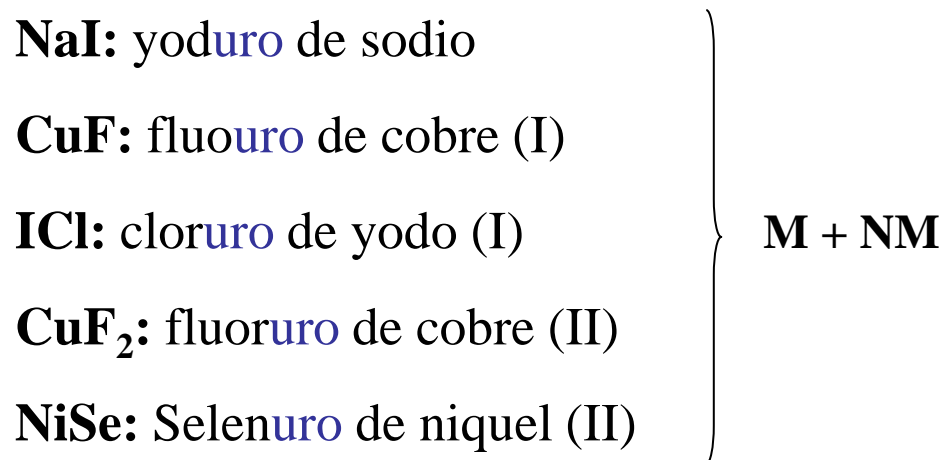 NaI: yoduro de sodio
CuF: fluouro de cobre (I)
ICl: cloruro de yodo (I)
M + NM
CuF₂: fluoruro de cobre (II)
NiSe: Selenuro de niquel (II)